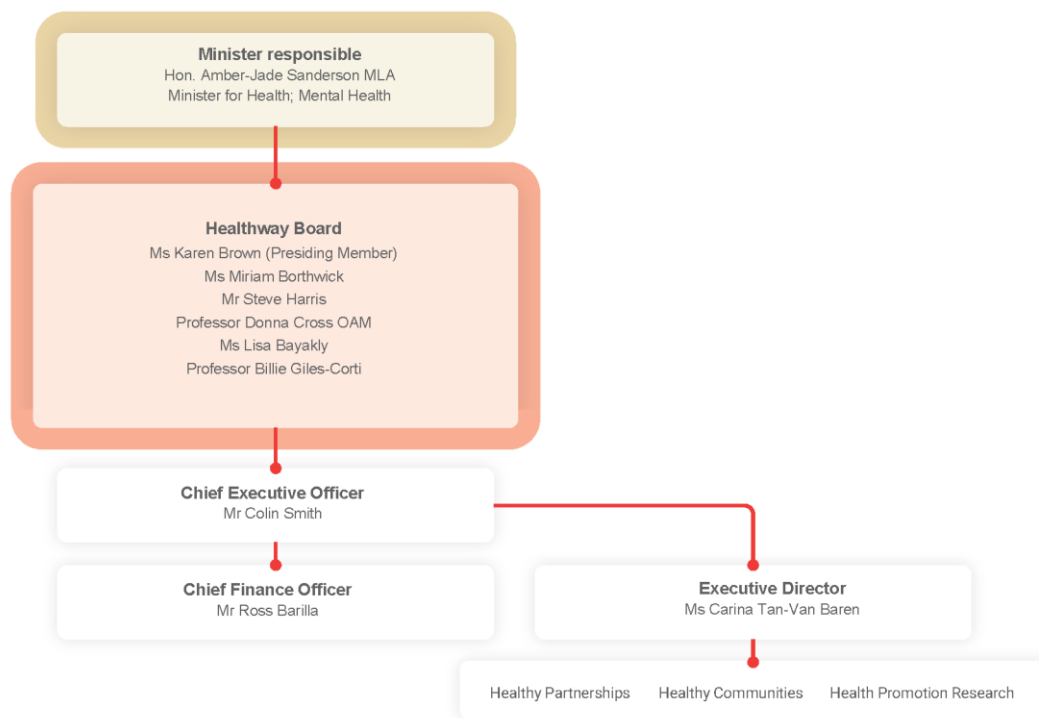 Minister responsible
Hon. Amber-Jade Sanderson MLA
Minister for Health; Mental Health
Healthway Board
Ms Karen Brown (Presiding Member)
Ms Miriam Borthwick
Mr Steve Harris
Professor Donna Cross OAM
Ms Lisa Bayakly
Professor Billie Giles-Corti
Chief Executive Officer
Mr Colin Smith
Chief Finance Officer
Mr Ross Barilla
Executive Director
Ms Carina Tan-Van Baren
Healthy Partnerships Healthy Communities Health Promotion Research